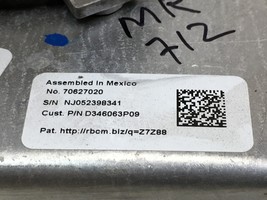 MR
712
Assembled in Mexico
No. 70627020
S/N NJ052398341
Cust. P/N D346063P09
Pat. http://rbcm.biz/q=Z7Z88